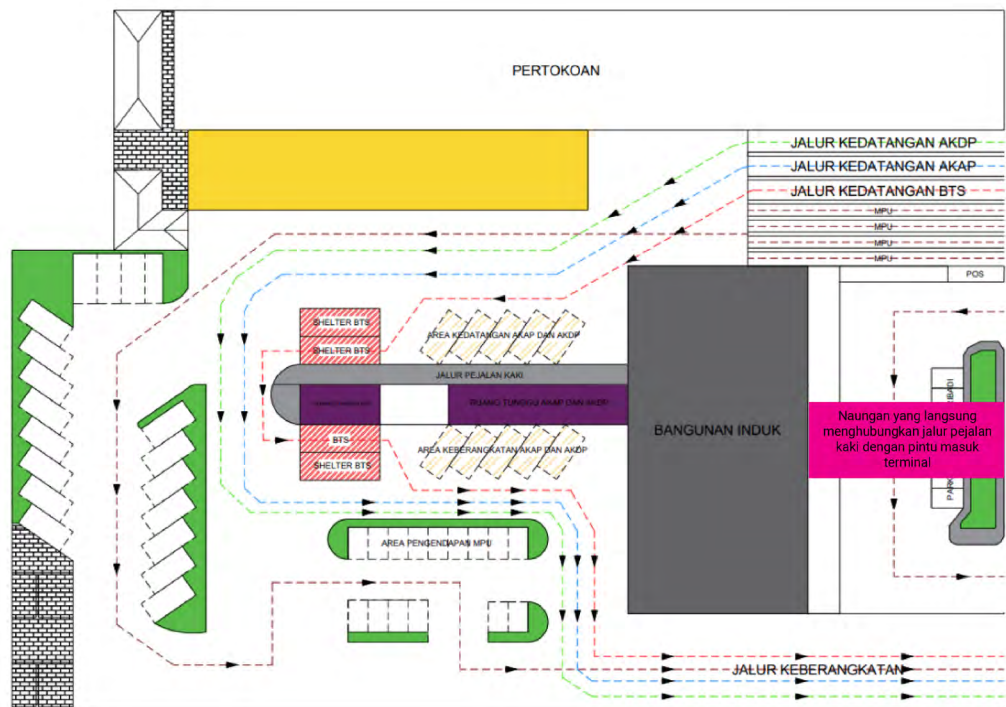 PERTOKOAN
JALUR KEDATANGAN AKDP
JALUR KEDATANGAN AKAP
JALUR KEDATANGAN BTS
MPU
MPU
MPU
MPU
POS
SHELTER BTS
SHELTER BTS
AREA KEDATANGAN AKAP DAN AKDP
JALUR PEJALAN KAKI
RUANG TUNGGU AKAP DAN AKDP
BTS
SHELTER BTS
AREA KEBERANGKATAN AKAP DAN AKDP
BANGUNAN INDUK
Naungan yang langsung
menghubungkan jalur pejalan
kaki dengan pintu masuk
terminal
AREA PENGENDAPAN MPU
JALUR KEBERANGKATAN